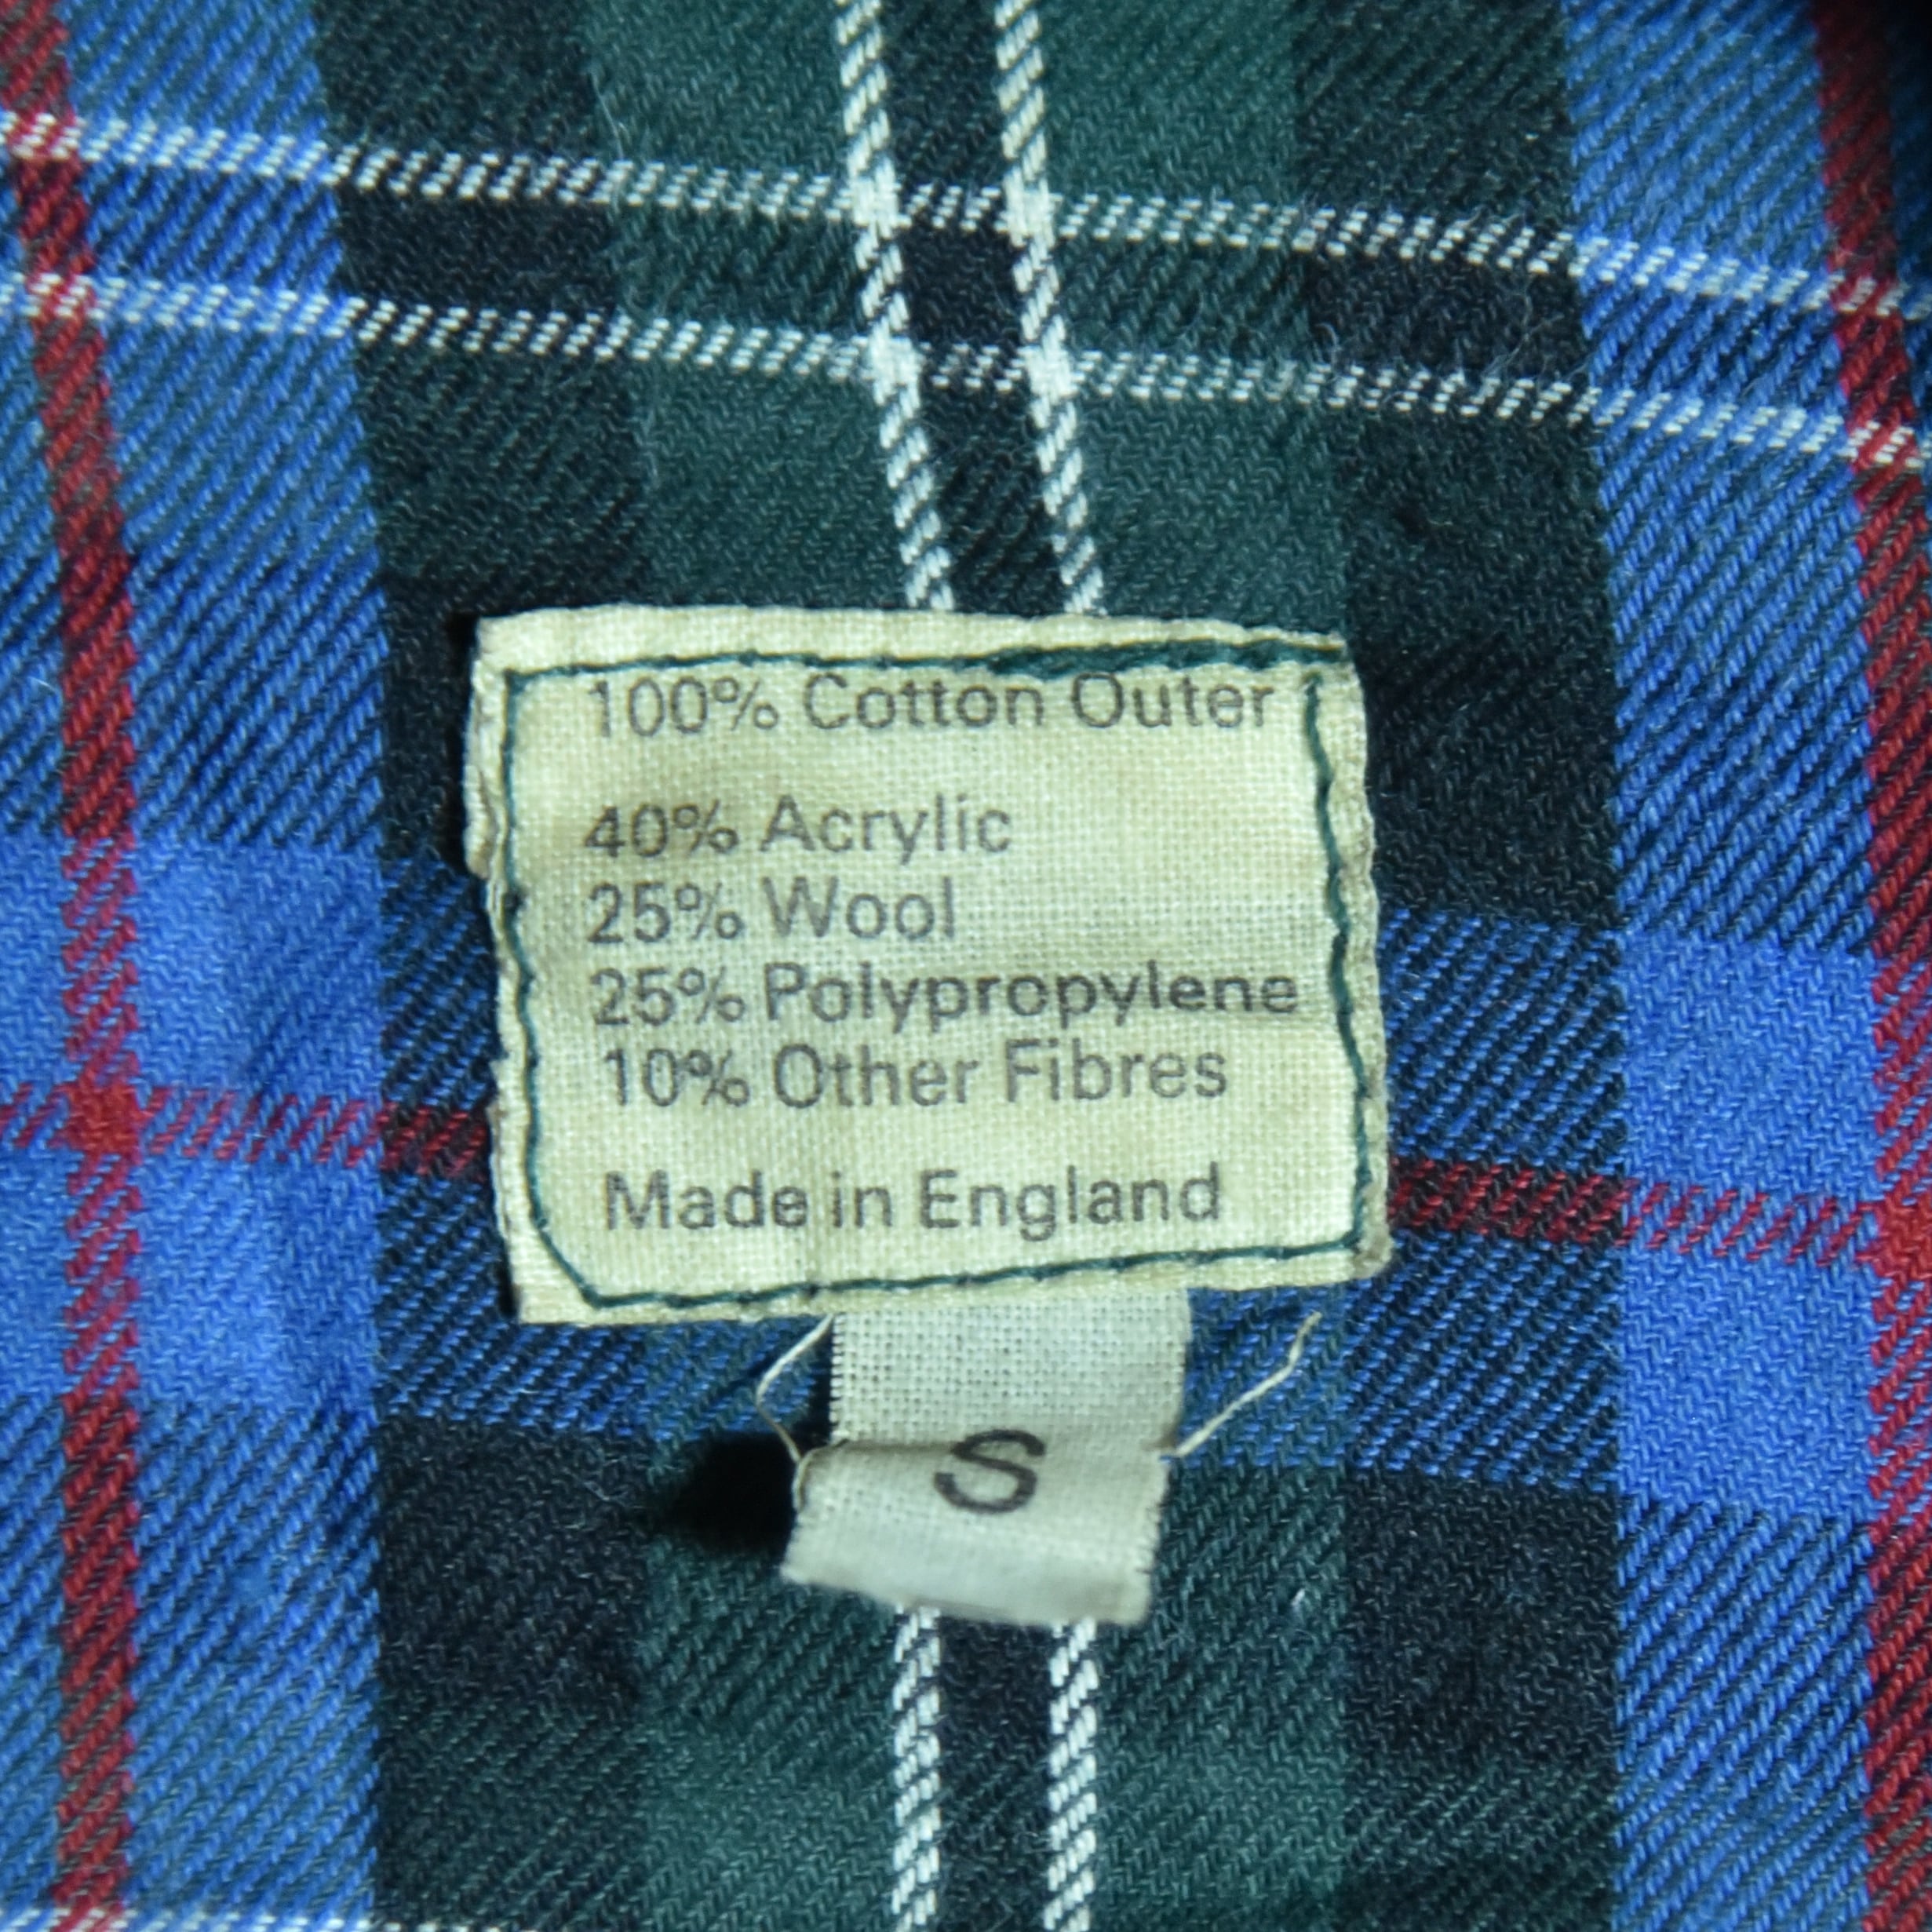 100% Cotton Outer
40% Acrylic
25% Wool
25% Polypropylene
10% Other Fibres
Made in England
S